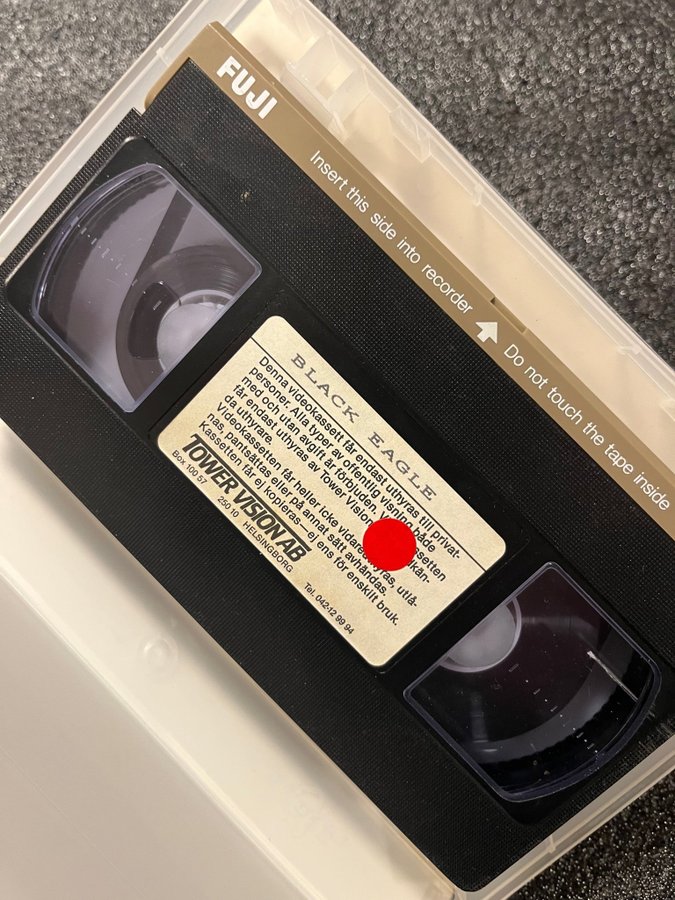 FUJI
Insert this side into recorder
Do not touch the tape inside
BLACK EAGLE
Denna videokassett får endast uthyras till privat-
personer. Alla typer av offentlig visning både
med och utan avgift är förbjuden. kassetten
får endast uthyras av Tower Vision
da uthyrare.
Videokassetten får heller icke utlå-
nas, pantsättas eller på annat sätt avhändas.
Kassetten får ej kopieras—ej ens för enskilt bruk.
TOWER VISION AB
Box 100 57 250 10 HELSINGBORG Tel. 042-12 99 94